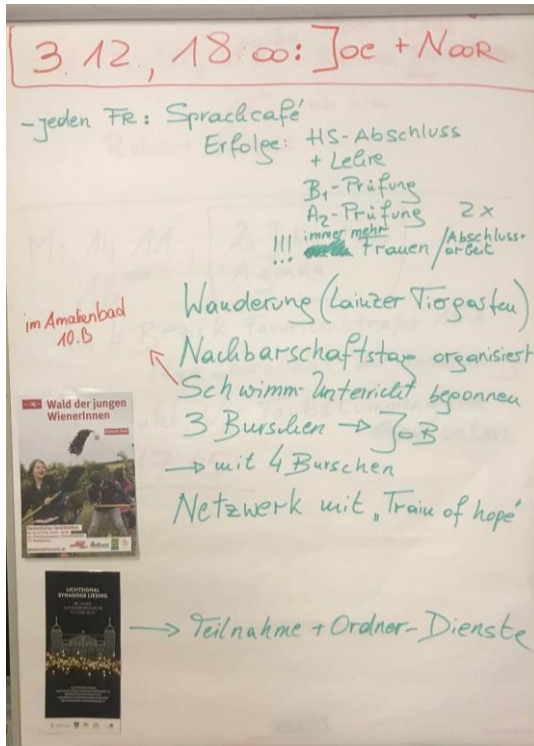 3.12., 18:00: Joe + Noor
- jeden FR: Sprachcafé
Erfolge: HS-Abschluss
+ Lehre
B1-Prüfung
A2-Prüfung 2x
!!! immer mehr Frauen / Abschluss-
arbeit
Wanderung (Lainzer Tiergarten)
im Amalienbad
10.B
Nachbarschaftstag organisiert
Schwimm-Unterricht begonnen
3 Burschen → JOB
→ mit 4 Burschen
Netzwerk mit „Train of hope"
Wald der jungen
WienerInnen
LICHTSIGNAL
SYNAGOGE LIESING
→ Teilnahme + Ordner-Dienste